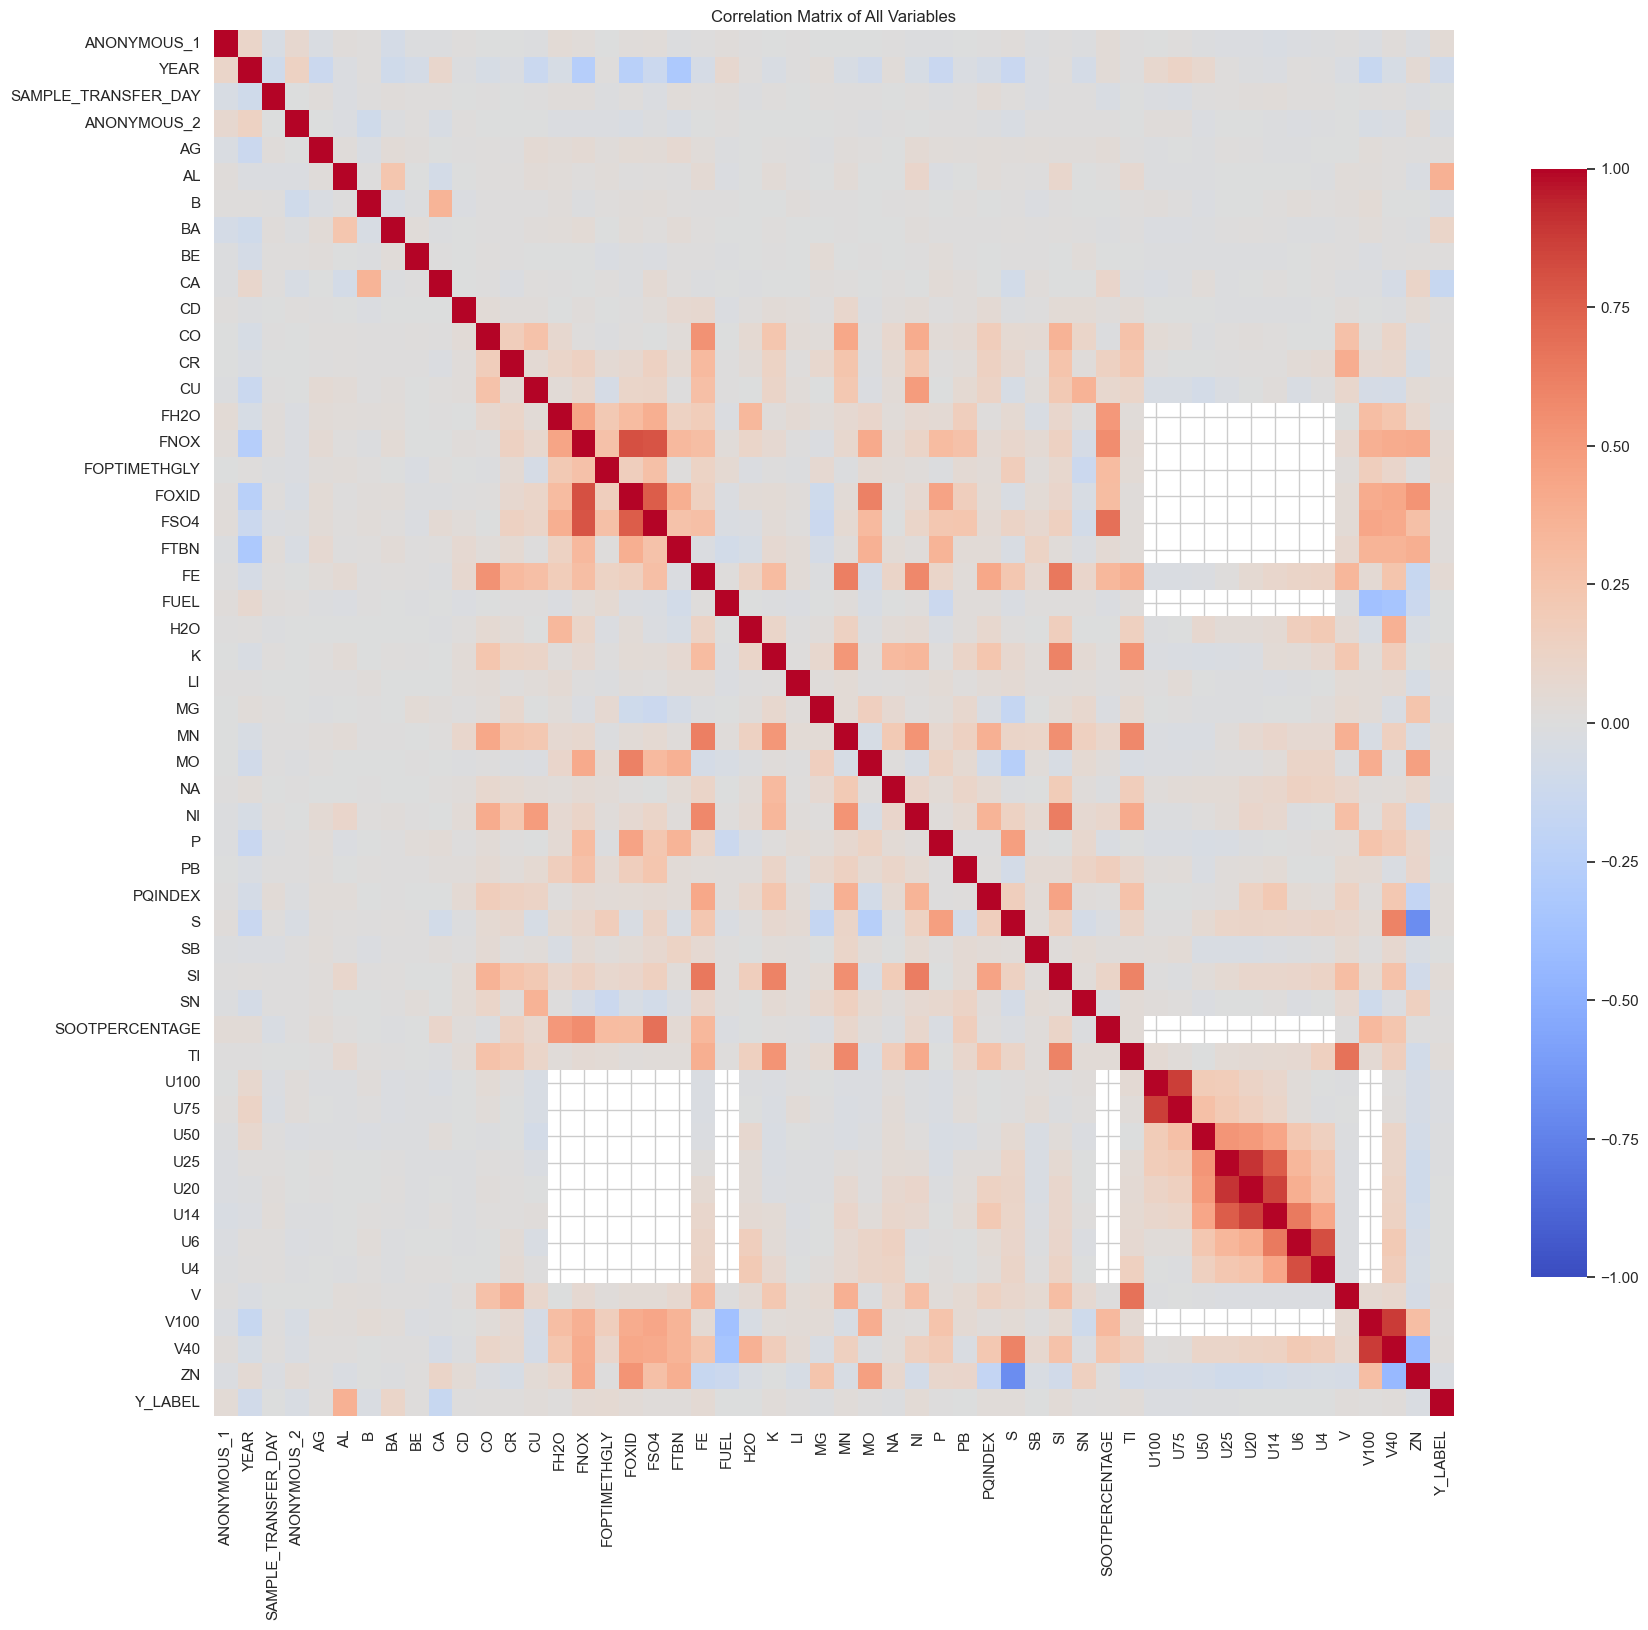 Correlation Matrix of All Variables
ANONYMOUS_1
YEAR
SAMPLE_TRANSFER_DAY
ANONYMOUS_2
AG
AL
B
BA
BE
CA
CD
CO
CR
CU
FH2O
FNOX
FOPTIMETHGLY
FOXID
FSO4
FTBN
FE
FUEL
H2O
K
LI
MG
MN
MO
NA
NI
P
PB
PQINDEX
S
SB
SI
SN
SOOTPERCENTAGE
TI
U100
U75
U50
U25
U20
U14
U6
U4
V
V100
V40
ZN
Y_LABEL
ANONYMOUS_1
YEAR
SAMPLE_TRANSFER_DAY
ANONYMOUS_2
AG
AL
B
BA
BE
CA
CD
CO
CR
CU
FH2O
FNOX
FOPTIMETHGLY
FOXID
FSO4
FTBN
FE
FUEL
H2O
K
LI
MG
MN
MO
NA
NI
P
PB
PQINDEX
S
SB
SI
SN
SOOTPERCENTAGE
TI
U100
U75
U50
U25
U20
U14
U6
U4
V
V100
V40
ZN
Y_LABEL
1.00
0.75
0.50
0.25
0.00
−0.25
−0.50
−0.75
−1.00